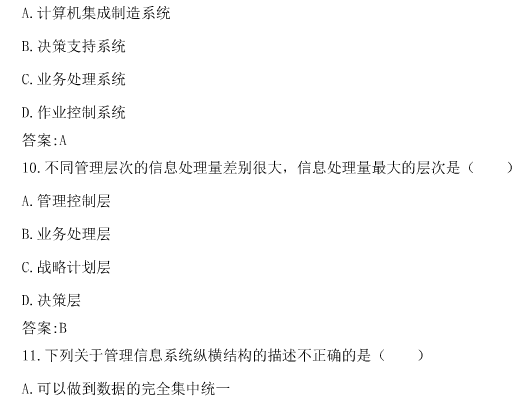 A.计算机集成制造系统
B.决策支持系统
C.业务处理系统
D.作业控制系统
答案:A
10.不同管理层次的信息处理量差别很大，信息处理量最大的层次是（　　）
A.管理控制层
B.业务处理层
C.战略计划层
D.决策层
答案:B
11.下列关于管理信息系统纵横结构的描述不正确的是（　　）
A.可以做到数据的完全集中统一